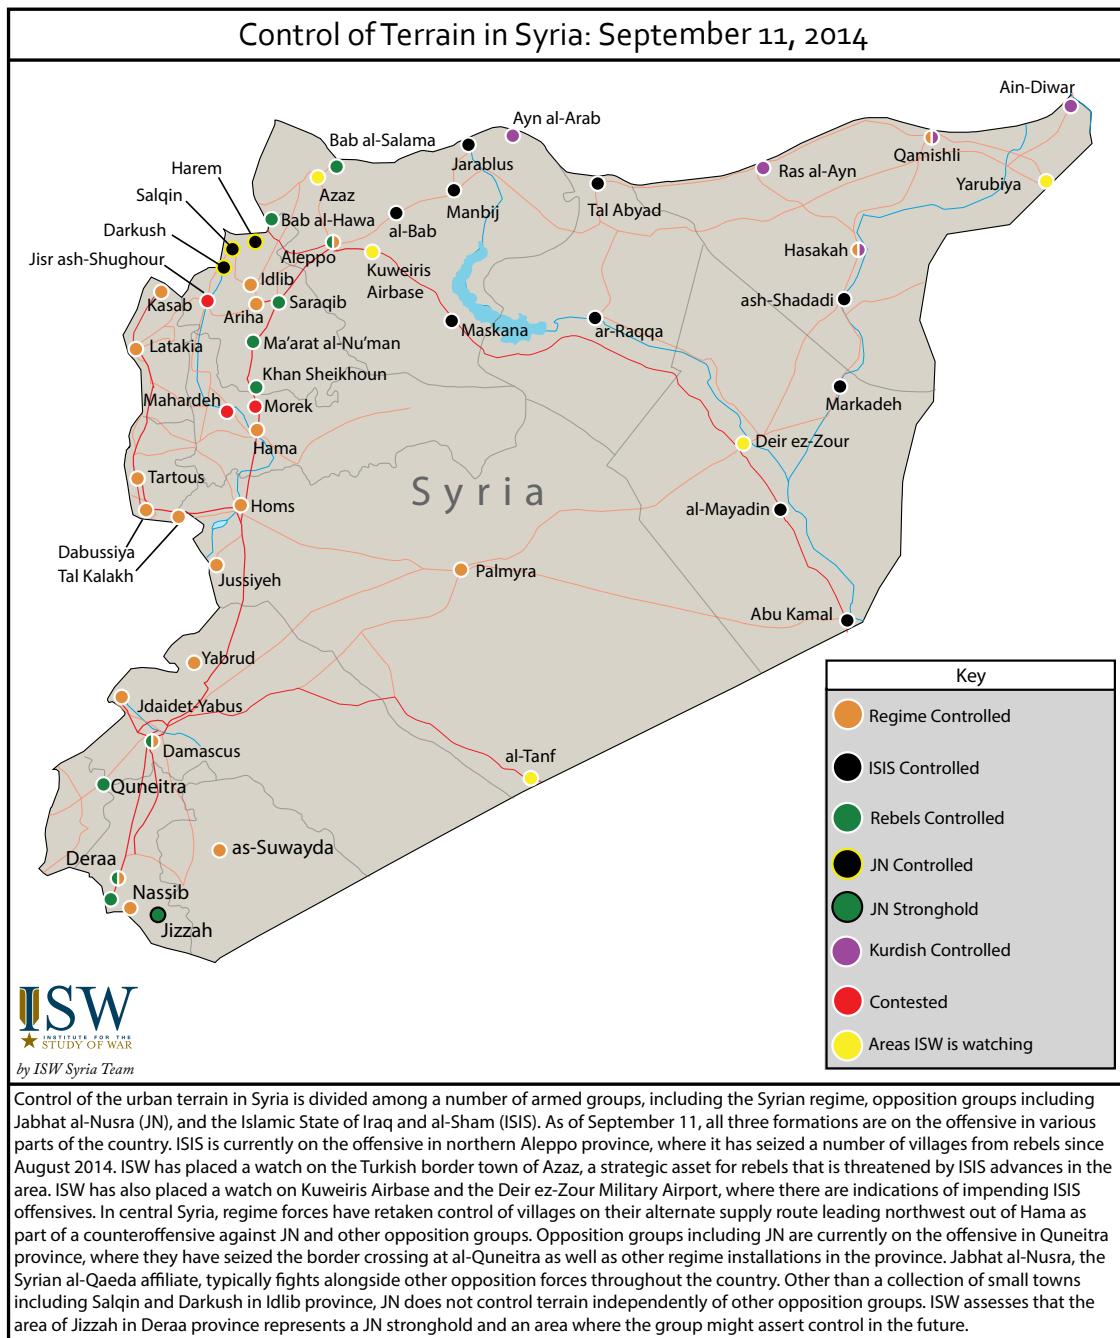 Control of Terrain in Syria: September 11, 2014
Ain-Diwar
Ayn al-Arab
Bab al-Salama
Jarablus
Qamishli
Harem
Ras al-Ayn
Yarubiya
Salqin
Azaz
Manbij
Tal Abyad
Darkush
Bab al-Hawa
al-Bab
Jisr ash-Shughour
Aleppo
Kuweiris
Airbase
Hasakah
Idlib
Kasab
Ariha
Saraqib
ash-Shadadi
Maskana
ar-Raqqa
Latakia
Ma'arat al-Nu'man
Khan Sheikhoun
Mahardeh
Morek
Markadeh
Hama
Deir ez-Zour
Tartous
Syria
Homs
al-Mayadin
Dabussiya
Tal Kalakh
Jussiyeh
Palmyra
Abu Kamal
Yabrud
Jdaidet-Yabus
Damascus
al-Tanf
Quneitra
as-Suwayda
Deraa
Nassib
Jizzah
Key
Regime Controlled
ISIS Controlled
Rebels Controlled
JN Controlled
JN Stronghold
Kurdish Controlled
Contested
Areas ISW is watching
ISW
INSTITUTE FOR THE
STUDY OF WAR
by ISW Syria Team
Control of the urban terrain in Syria is divided among a number of armed groups, including the Syrian regime, opposition groups including
Jabhat al-Nusra (JN), and the Islamic State of Iraq and al-Sham (ISIS). As of September 11, all three formations are on the offensive in various
parts of the country. ISIS is currently on the offensive in northern Aleppo province, where it has seized a number of villages from rebels since
August 2014. ISW has placed a watch on the Turkish border town of Azaz, a strategic asset for rebels that is threatened by ISIS advances in the
area. ISW has also placed a watch on Kuweiris Airbase and the Deir ez-Zour Military Airport, where there are indications of impending ISIS
offensives. In central Syria, regime forces have retaken control of villages on their alternate supply route leading northwest out of Hama as
part of a counteroffensive against JN and other opposition groups. Opposition groups including JN are currently on the offensive in Quneitra
province, where they have seized the border crossing at al-Quneitra as well as other regime installations in the province. Jabhat al-Nusra, the
Syrian al-Qaeda affiliate, typically fights alongside other opposition forces throughout the country. Other than a collection of small towns
including Salqin and Darkush in Idlib province, JN does not control terrain independently of other opposition groups. ISW assesses that the
area of Jizzah in Deraa province represents a JN stronghold and an area where the group might assert control in the future.